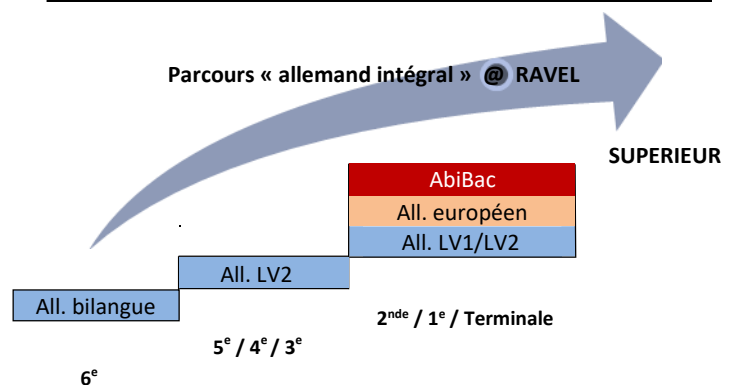 Parcours « allemand intégral » @ RAVEL
SUPERIEUR
AbiBac
All. européen
All. LV1/LV2
All. LV2
All. bilangue
2nde / 1e / Terminale
5e / 4e / 3e
6e